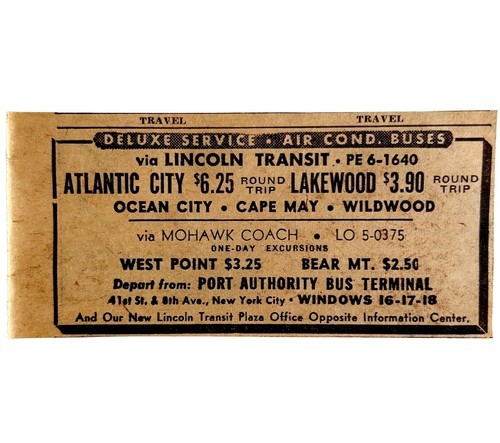 TRAVEL TRAVEL
DELUXE SERVICE • AIR COND. BUSES
via LINCOLN TRANSIT • PE 6-1640
ATLANTIC CITY $6.25 ROUND TRIP LAKEWOOD $3.90 ROUND TRIP
OCEAN CITY • CAPE MAY • WILDWOOD
via MOHAWK COACH • LO 5-0375
ONE-DAY EXCURSIONS
WEST POINT $3.25 BEAR MT. $2.50
Depart from: PORT AUTHORITY BUS TERMINAL
41st St. & 8th Ave., New York City • WINDOWS 16-17-18
And Our New Lincoln Transit Plaza Office Opposite Information Center.